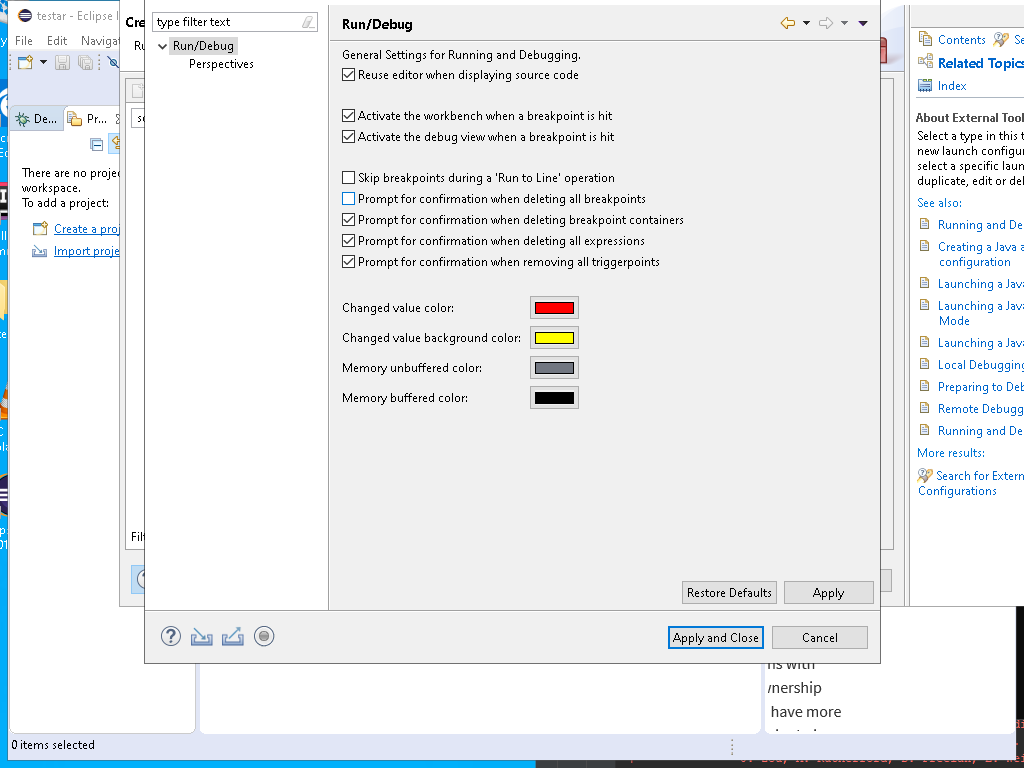 testar - Eclipse I
File Edit Navigat
De...
Pr...
There are no proje
workspace.
To add a project:
Create a proj
Import proje
0 items selected
Cre
Ru
type filter text
Run/Debug
Perspectives
Run/Debug
General Settings for Running and Debugging.
Reuse editor when displaying source code
Activate the workbench when a breakpoint is hit
Activate the debug view when a breakpoint is hit
Skip breakpoints during a 'Run to Line' operation
Prompt for confirmation when deleting all breakpoints
Prompt for confirmation when deleting breakpoint containers
Prompt for confirmation when deleting all expressions
Prompt for confirmation when removing all triggerpoints
Changed value color:
Changed value background color:
Memory unbuffered color:
Memory buffered color:
Restore Defaults
Apply
Apply and Close
Cancel
Filt
Contents
Se
Related Topics
Index
About External Tool
Select a type in this t
new launch configur
select a specific laun
duplicate, edit or del
See also:
Running and De
Creating a Java a
configuration
Launching a Java
Launching a Java
Mode
Launching a Java
Local Debugging
Preparing to Deb
Remote Debugg
Running and De
More results:
Search for Extern
Configurations
ns with
wnership
have more